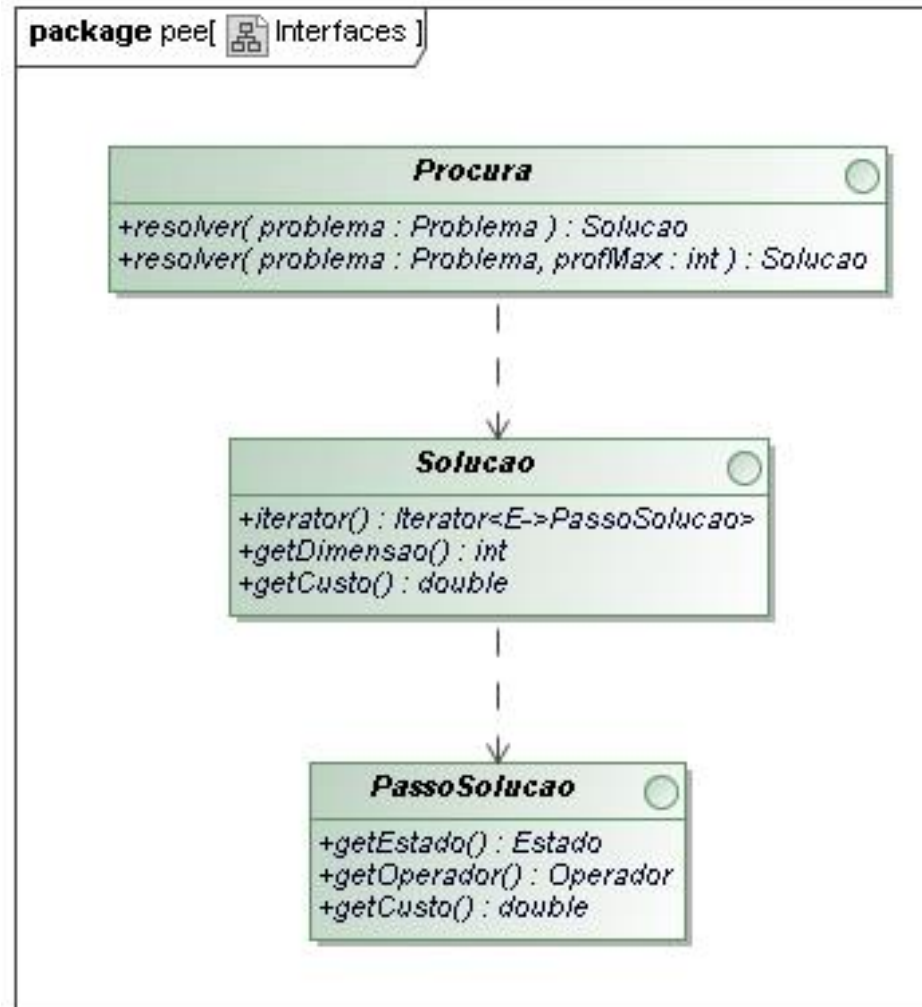 package pee[ Interfaces ]
Procura
+resolver( problema : Problema ) : Solucao
+resolver( problema : Problema, profMax : int ) : Solucao
Solucao
+iterator() : Iterator<E->PassoSolucao>
+getDimensao() : int
+getCusto() : double
PassoSolucao
+getEstado() : Estado
+getOperador() : Operador
+getCusto() : double